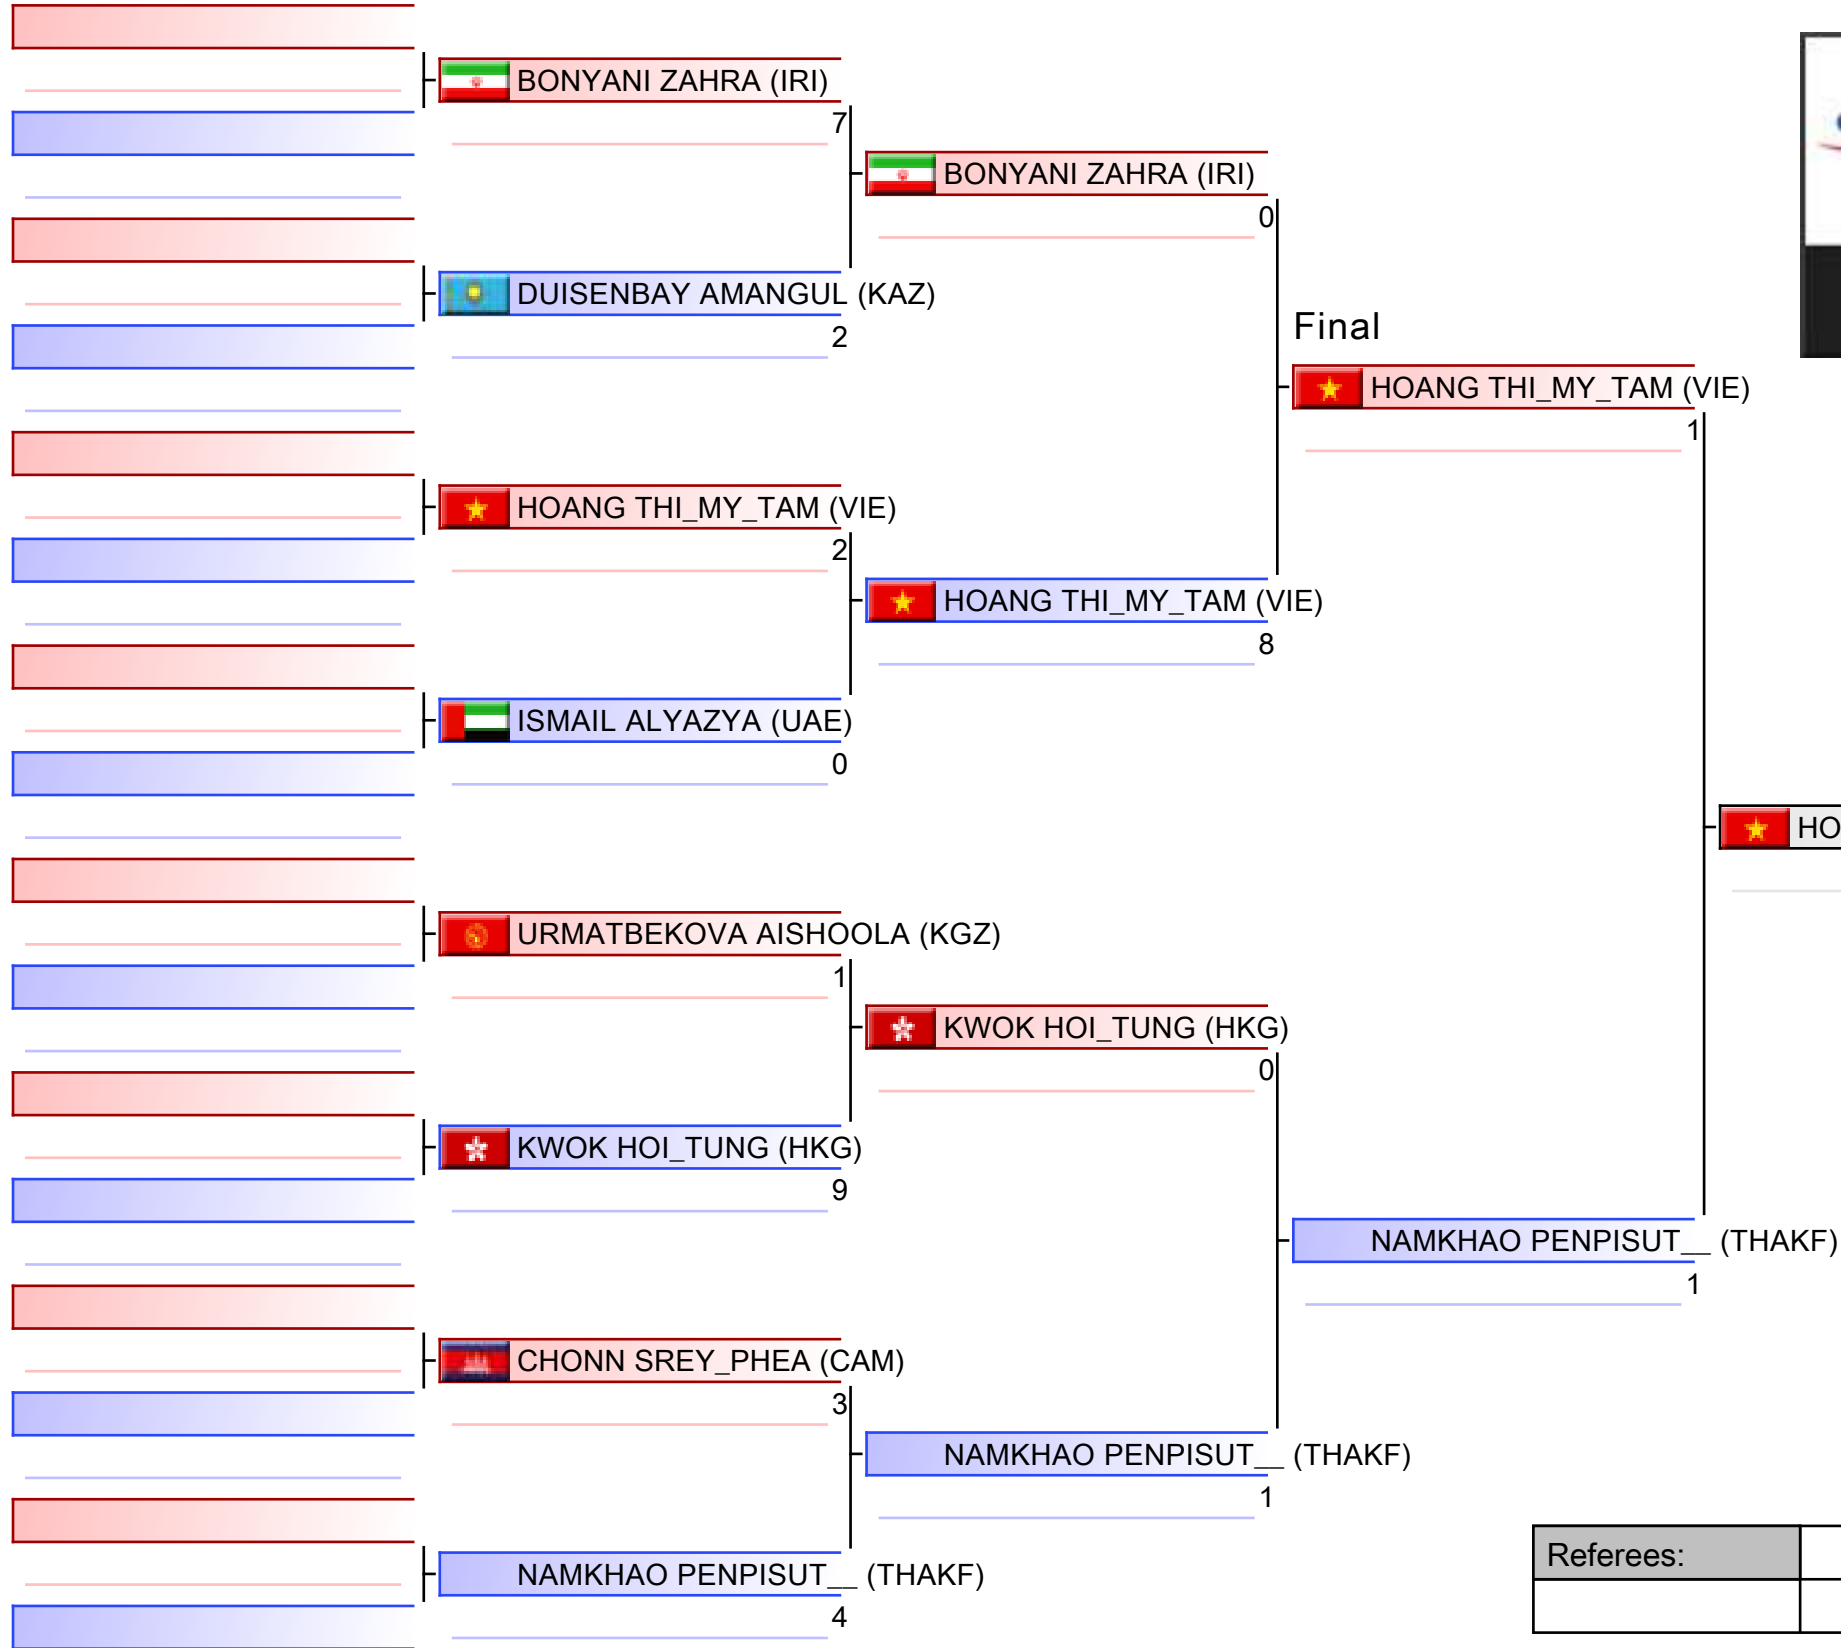 BONYANI ZAHRA (IRI)
7
BONYANI ZAHRA (IRI)
0
DUISENBAY AMANGUL (KAZ)
2
Final
HOANG THI_MY_TAM (VIE)
1
HOANG THI_MY_TAM (VIE)
2
HOANG THI_MY_TAM (VIE)
8
ISMAIL ALYAZYA (UAE)
0
HO
URMATBEKOVA AISHOOLA (KGZ)
1
KWOK HOI_TUNG (HKG)
0
KWOK HOI_TUNG (HKG)
9
NAMKHAO PENPISUT__ (THAKF)
1
CHONN SREY_PHEA (CAM)
3
NAMKHAO PENPISUT__ (THAKF)
1
NAMKHAO PENPISUT__ (THAKF)
4
Referees: